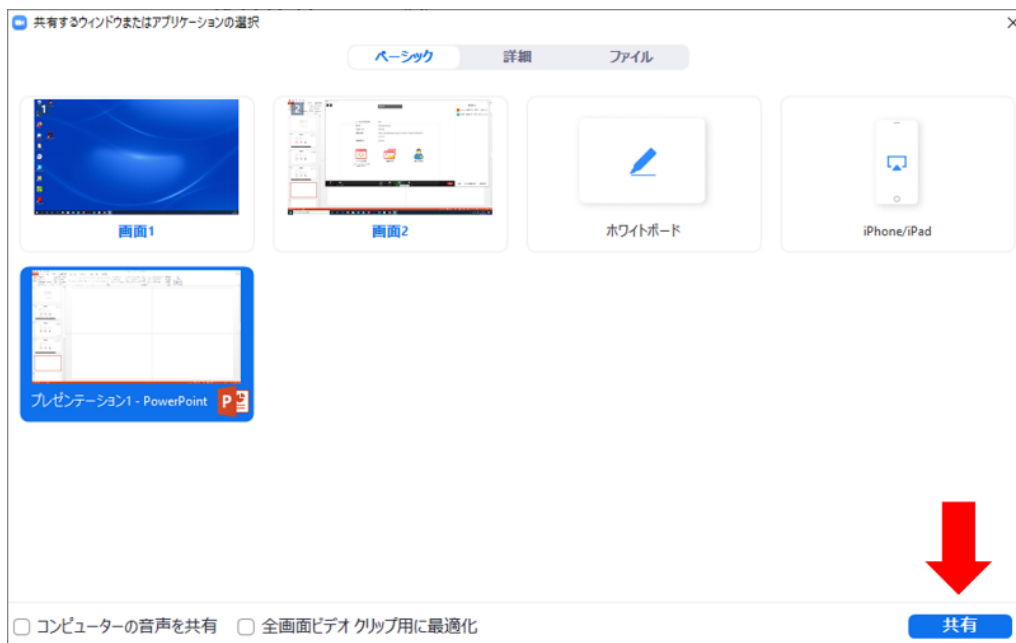 共有するウィンドウまたはアプリケーションの選択
ベーシック 詳細 ファイル
1
2
画面1
画面2
ホワイトボード
iPhone/iPad
プレゼンテーション1 - PowerPoint
コンピューターの音声を共有
全画面ビデオ クリップ用に最適化
共有